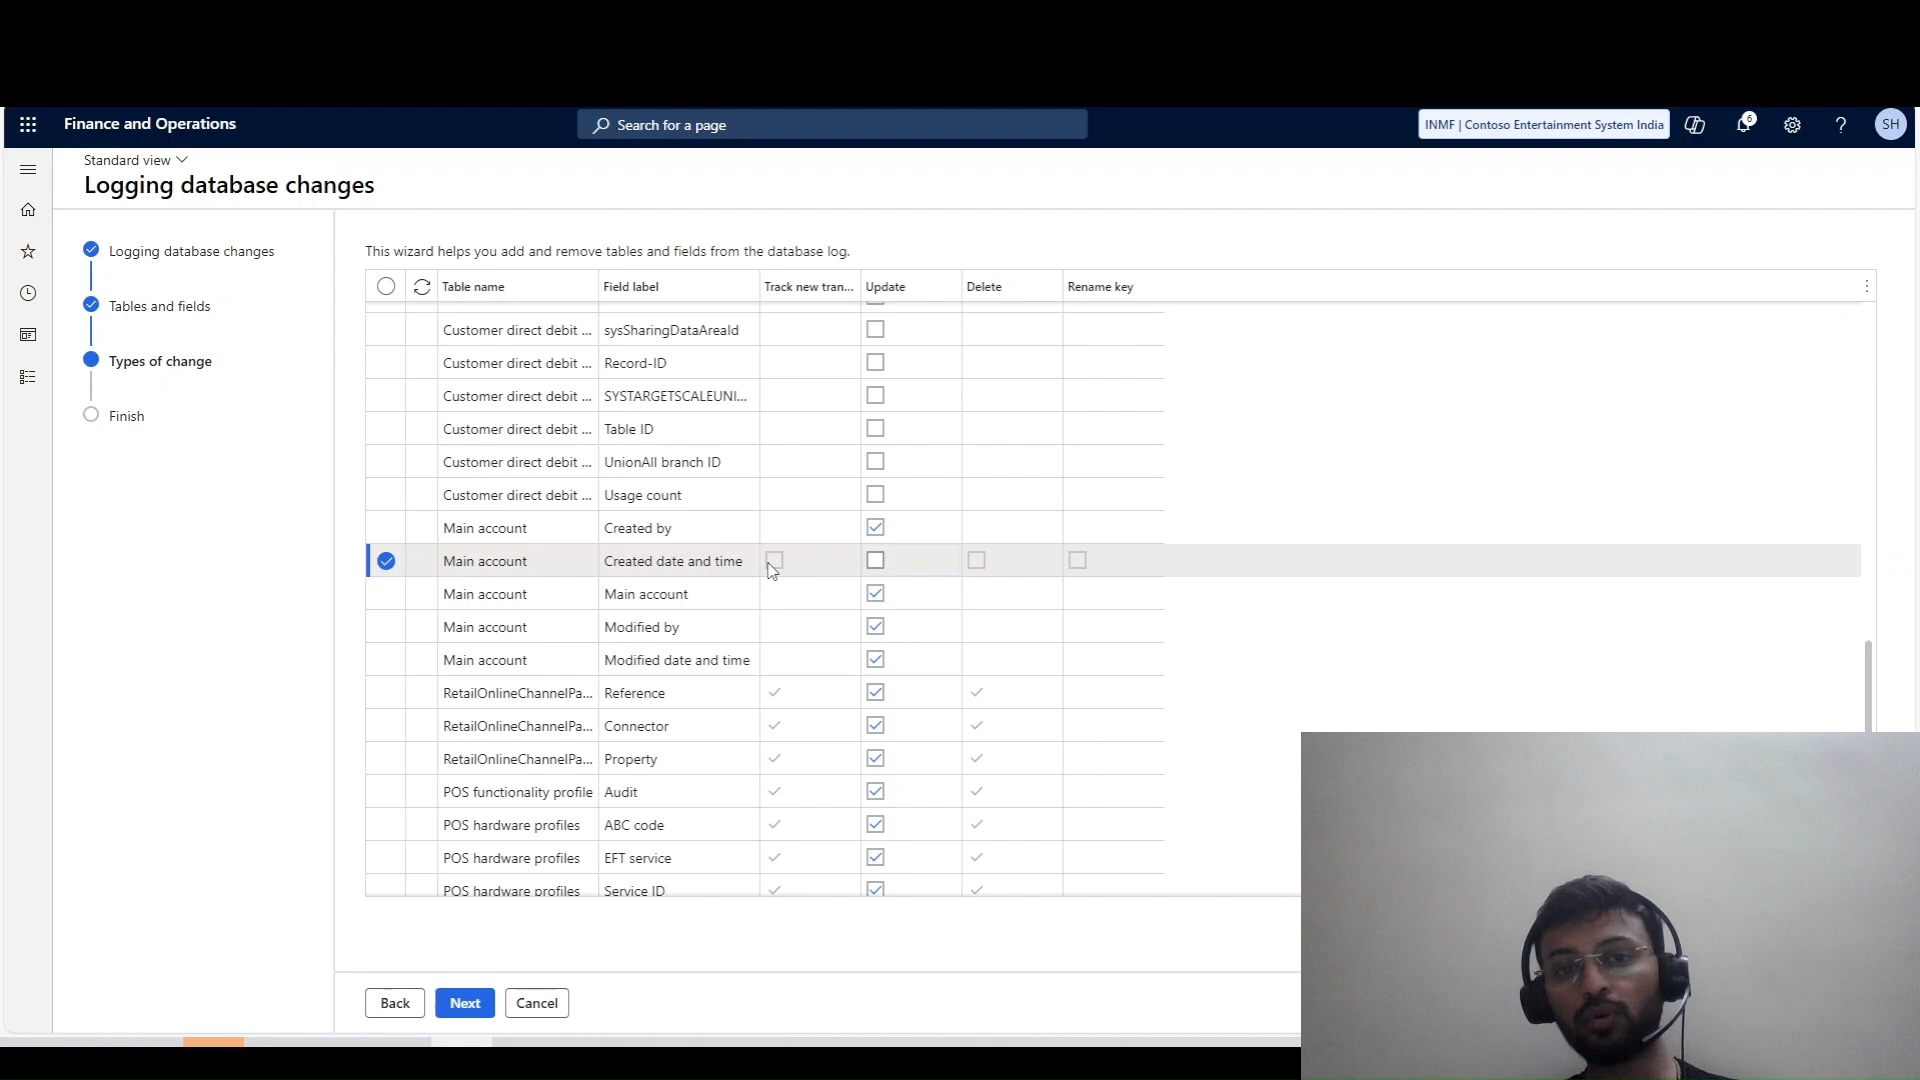 Finance and Operations
Search for a page
INMF | Contoso Entertainment System India
6
?
SH
Standard view
Logging database changes
Logging database changes
Tables and fields
Types of change
Finish
This wizard helps you add and remove tables and fields from the database log.
Table name Field label Track new tran... Update Delete Rename key
Customer direct debit ... sysSharingDataAreaId
Customer direct debit ... Record-ID
Customer direct debit ... SYSTARGETSCALEUNI...
Customer direct debit ... Table ID
Customer direct debit ... UnionAll branch ID
Customer direct debit ... Usage count
Main account Created by
Main account Created date and time
Main account Main account
Main account Modified by
Main account Modified date and time
RetailOnlineChannelPa... Reference
RetailOnlineChannelPa... Connector
RetailOnlineChannelPa... Property
POS functionality profile Audit
POS hardware profiles ABC code
POS hardware profiles EFT service
POS hardware profiles Service ID
Back Next Cancel